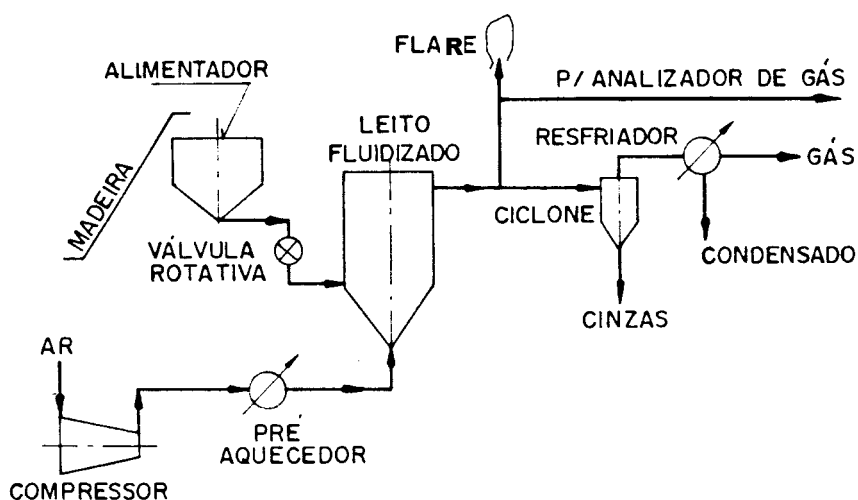 FLARE
ALIMENTADOR
P/ ANALIZADOR DE GÁS
LEITO
FLUIDIZADO
RESFRIADOR
GÁS
MADEIRA
CICLONE
VÁLVULA
ROTATIVA
CONDENSADO
CINZAS
AR
PRÉ
AQUECEDOR
COMPRESSOR